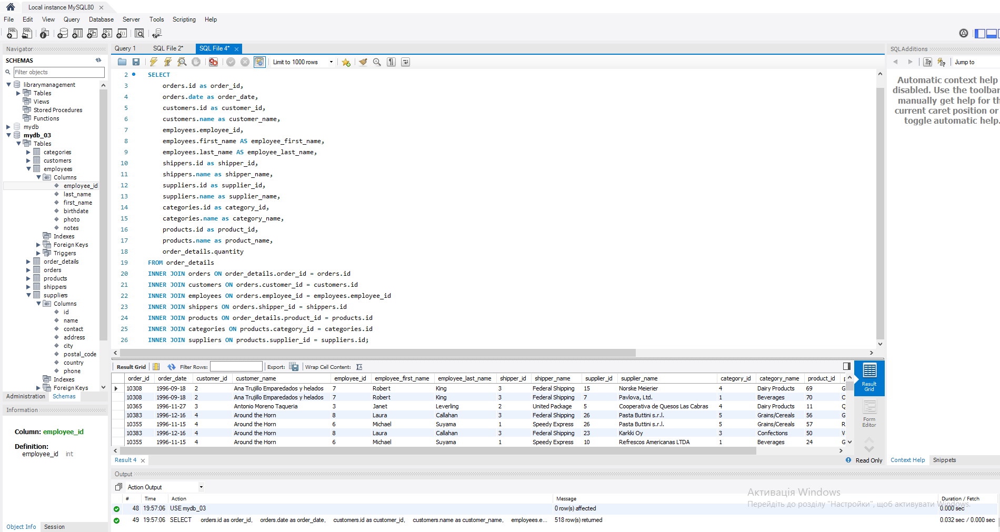 Local instance MySQL80
File Edit View Query Database Server Tools Scripting Help
Navigator
SCHEMAS
Filter objects
librarymanagement
Tables
Views
Stored Procedures
Functions
mydb
mydb_03
Tables
categories
customers
employees
Columns
employee_id
last_name
first_name
birthdate
photo
notes
Indexes
Foreign Keys
Triggers
order_details
orders
products
shippers
suppliers
Columns
id
name
contact
address
city
postal_code
country
phone
Indexes
Foreign Keys
Administration Schemas
Information
Column: employee_id
Definition:
employee_id int
Object Info Session
Query 1 SQL File 2* SQL File 4*
Limit to 1000 rows
2 SELECT
3 orders.id as order_id,
4 orders.date as order_date,
5 customers.id as customer_id,
6 customers.name as customer_name,
7 employees.employee_id,
8 employees.first_name AS employee_first_name,
9 employees.last_name AS employee_last_name,
10 shippers.id as shipper_id,
11 shippers.name as shipper_name,
12 suppliers.id as supplier_id,
13 suppliers.name as supplier_name,
14 categories.id as category_id,
15 categories.name as category_name,
16 products.id as product_id,
17 products.name as product_name,
18 order_details.quantity
19 FROM order_details
20 INNER JOIN orders ON order_details.order_id = orders.id
21 INNER JOIN customers ON orders.customer_id = customers.id
22 INNER JOIN employees ON orders.employee_id = employees.employee_id
23 INNER JOIN shippers ON orders.shipper_id = shippers.id
24 INNER JOIN products ON order_details.product_id = products.id
25 INNER JOIN categories ON products.category_id = categories.id
26 INNER JOIN suppliers ON products.supplier_id = suppliers.id;
Result Grid Filter Rows: Export: Wrap Cell Content:
order_id order_date customer_id customer_name employee_id employee_first_name employee_last_name shipper_id shipper_name supplier_id supplier_name category_id category_name product_id p
10308 1996-09-18 2 Ana Trujillo Emparedados y helados 7 Robert King 3 Federal Shipping 15 Norske Meierier 4 Dairy Products 69 G
10308 1996-09-18 2 Ana Trujillo Emparedados y helados 7 Robert King 3 Federal Shipping 7 Pavlova, Ltd. 1 Beverages 70 O
10365 1996-11-27 3 Antonio Moreno Taquería 3 Janet Leverling 2 United Package 5 Cooperativa de Quesos Las Cabras 4 Dairy Products 11 Q
10383 1996-12-16 4 Around the Horn 8 Laura Callahan 3 Federal Shipping 26 Pasta Buttini s.r.l. 5 Grains/Cereals 56 G
10355 1996-11-15 4 Around the Horn 6 Michael Suyama 1 Speedy Express 26 Pasta Buttini s.r.l. 5 Grains/Cereals 57 R
10383 1996-12-16 4 Around the Horn 8 Laura Callahan 3 Federal Shipping 23 Karkki Oy 3 Confections 50 V
10355 1996-11-15 4 Around the Horn 6 Michael Suyama 1 Speedy Express 10 Refrescos Americanas LTDA 1 Beverages 24 G
Result Grid
Form Editor
Result 4
Read Only
SQLAdditions
Jump to
Automatic context help
disabled. Use the toolbar
manually get help for th
current caret position or
toggle automatic help.
Context Help Snippets
Output
Action Output
# Time Action Message Duration / Fetch
48 19:57:06 USE mydb_03 0 row(s) affected 0.000 sec
49 19:57:06 SELECT orders.id as order_id, orders.date as order_date, customers.id as customer_id, customers.name as customer_name, employees.e... 518 row(s) returned 0.032 sec / 0.000 sec
Активація Windows
Перейдіть до розділу "Настройки", щоб активувати Windows.